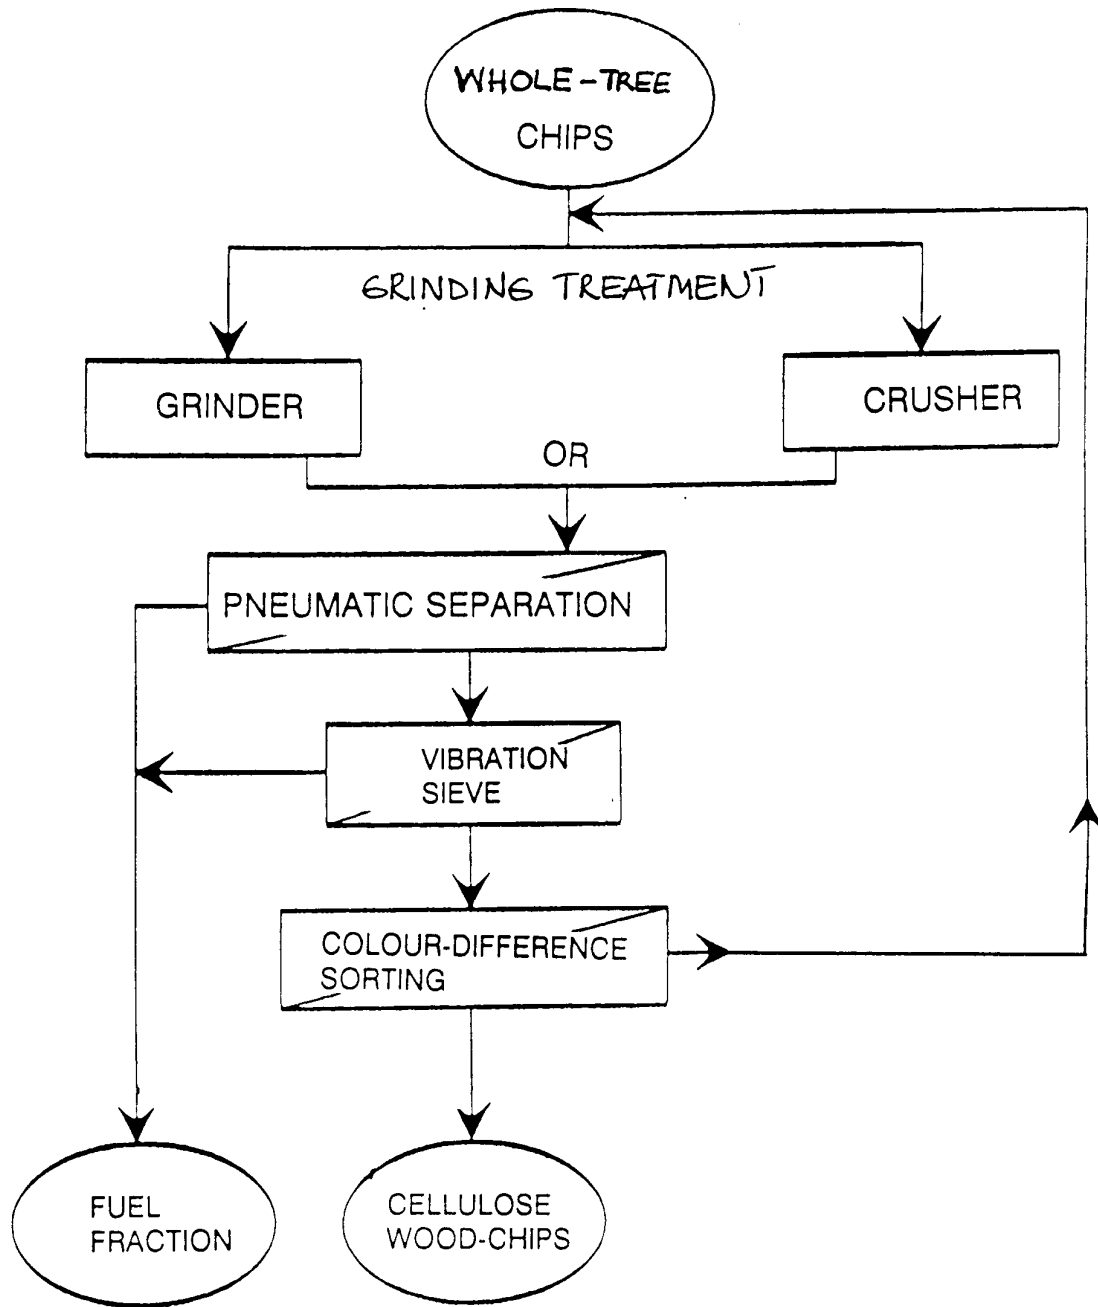 WHOLE-TREE
CHIPS
GRINDING TREATMENT
GRINDER
CRUSHER
OR
PNEUMATIC SEPARATION
VIBRATION
SIEVE
COLOUR-DIFFERENCE
SORTING
FUEL
FRACTION
CELLULOSE
WOOD-CHIPS